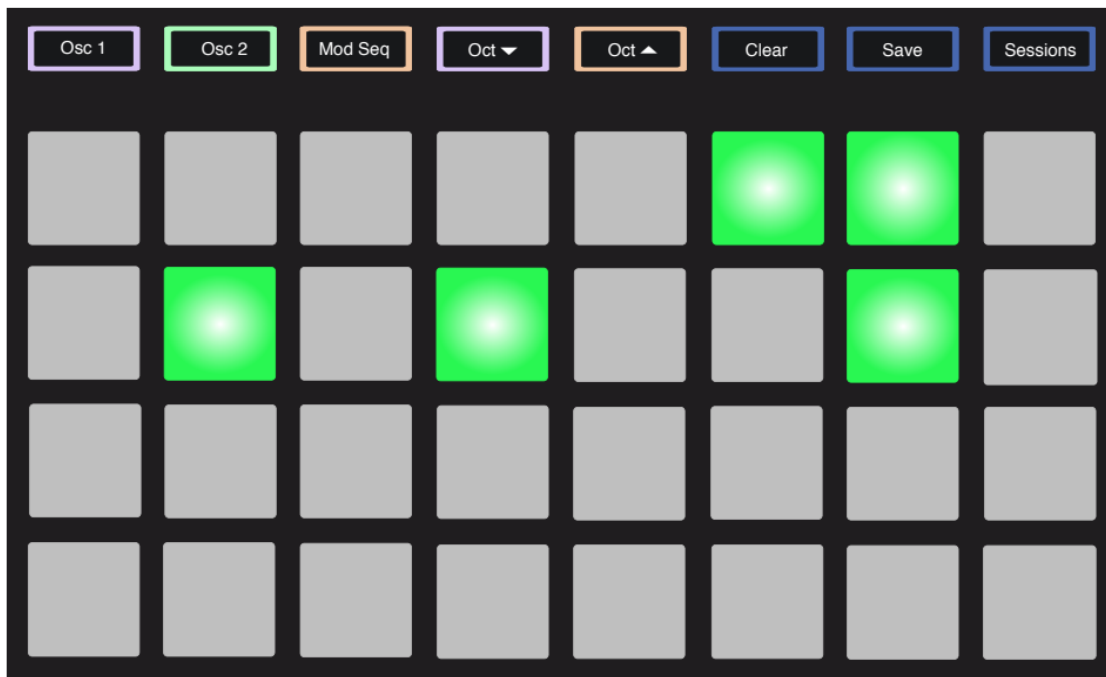 Osc 1
Osc 2
Mod Seq
Oct ▼
Oct ▲
Clear
Save
Sessions